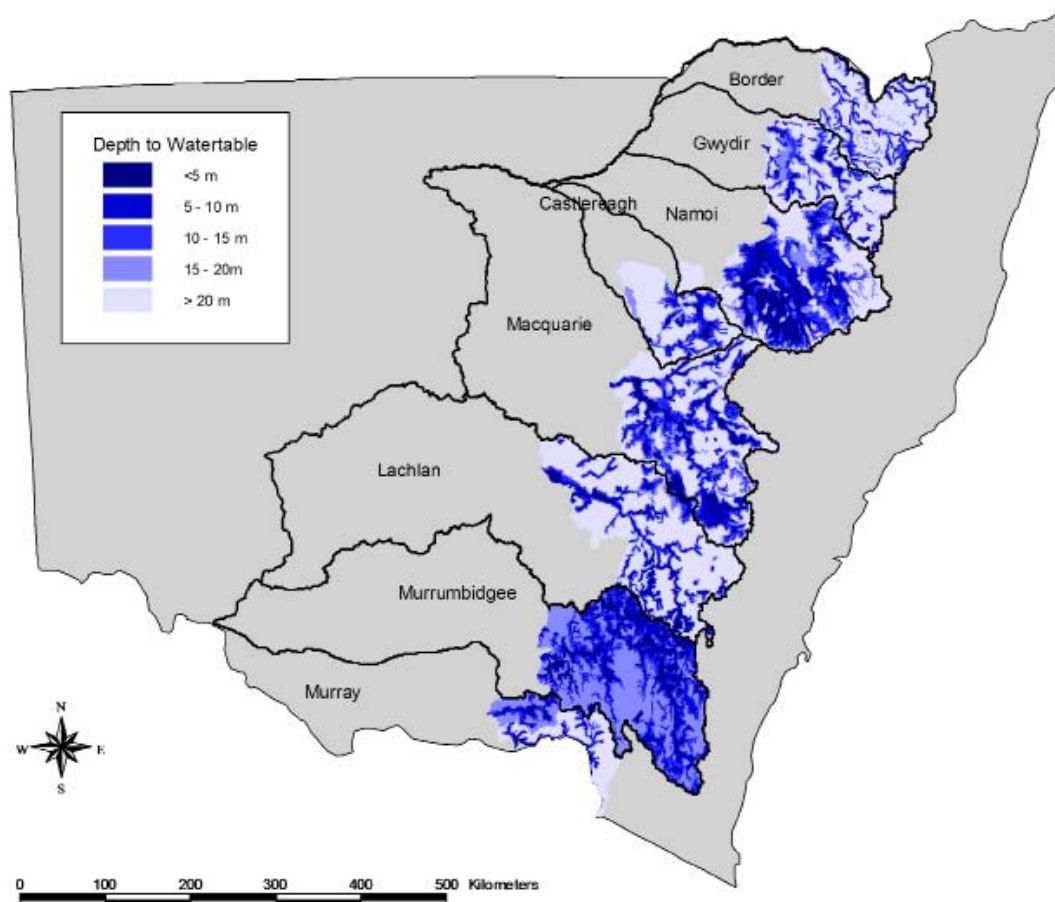 Border
Gwydir
Depth to Watertable
<5 m
5 - 10 m
10 - 15 m
15 - 20m
> 20 m
Castlereagh
Namoi
Macquarie
Lachlan
Murrumbidgee
Murray
N
W E
S
0 100 200 300 400 500 Kilometers